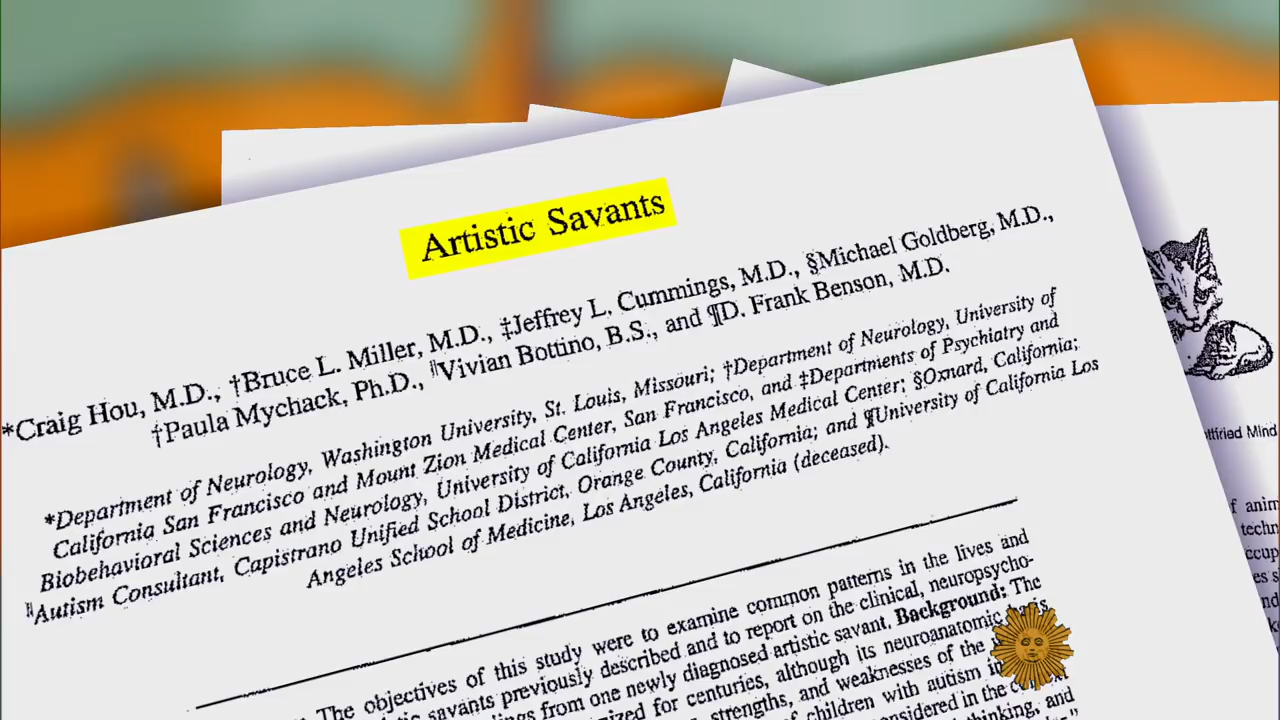 Artistic Savants
*Craig Hou, M.D., †Bruce L. Miller, M.D., ‡Jeffrey L. Cummings, M.D., §Michael Goldberg, M.D.,
†Paula Mychack, Ph.D., ‖Vivian Bottino, B.S., and ¶D. Frank Benson, M.D.
*Department of Neurology, Washington University, St. Louis, Missouri; †Department of Neurology, University of
California San Francisco and Mount Zion Medical Center, San Francisco, and ‡Departments of Psychiatry and
Biobehavioral Sciences and Neurology, University of California Los Angeles Medical Center; §Oxnard, California;
‖Autism Consultant, Capistrano Unified School District, Orange County, California; and ¶University of California Los
Angeles School of Medicine, Los Angeles, California (deceased).
The objectives of this study were to examine common patterns in the lives and
savants previously described and to report on the clinical, neuropsycho-
from one newly diagnosed artistic savant. Background: The
for centuries, although its neuroanatomic
strengths, and weaknesses of the
of children with autism
considered in the
thinking, and
Mind
of anim